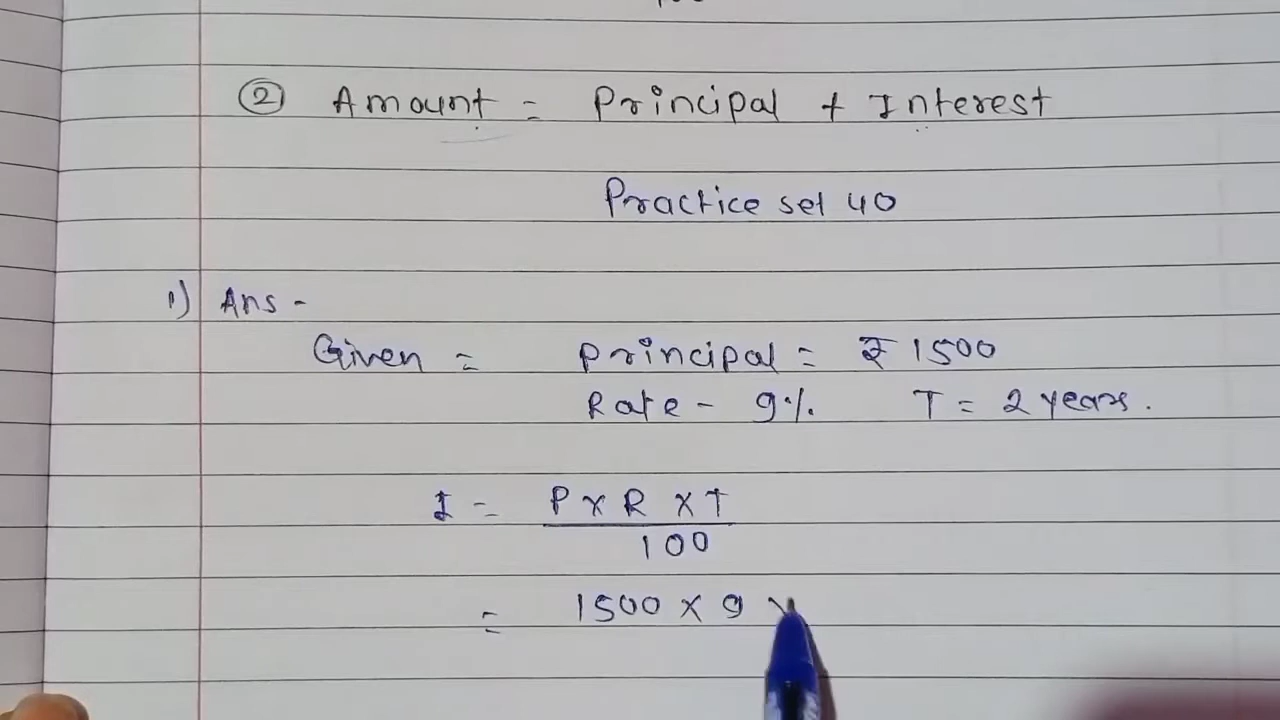 ② Amount = Principal + Interest
Practice set 40
1) Ans -
Given = Principal = ₹ 1500
Rate - 9% T = 2 years.
I = P x R x T
100
= 1500 x 9 x